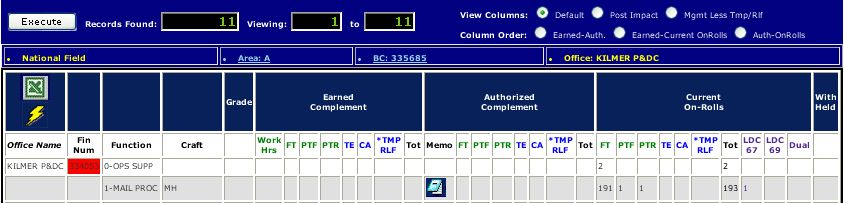 Execute Records Found: 11 Viewing: 1 to 11 View Columns: Default Post Impact Mgmt Less Tmp/Rlf
Column Order: Earned-Auth. Earned-Current OnRolls Auth-OnRolls
National Field Area: A BC: 335685 Office: KILMER P&DC
Grade Earned Complement Authorized Complement Current On-Rolls With Held
Office Name Fin Num Function Craft Work Hrs FT PTF PTR TE CA *TMP RLF Tot Memo FT PTF PTR TE CA *TMP RLF Tot FT PTF PTR TE CA *TMP RLF Tot LDC 67 LDC 69 Dual
KILMER P&DC 0-OPS SUPP 2 2
1-MAIL PROC MH 191 1 1 193 1